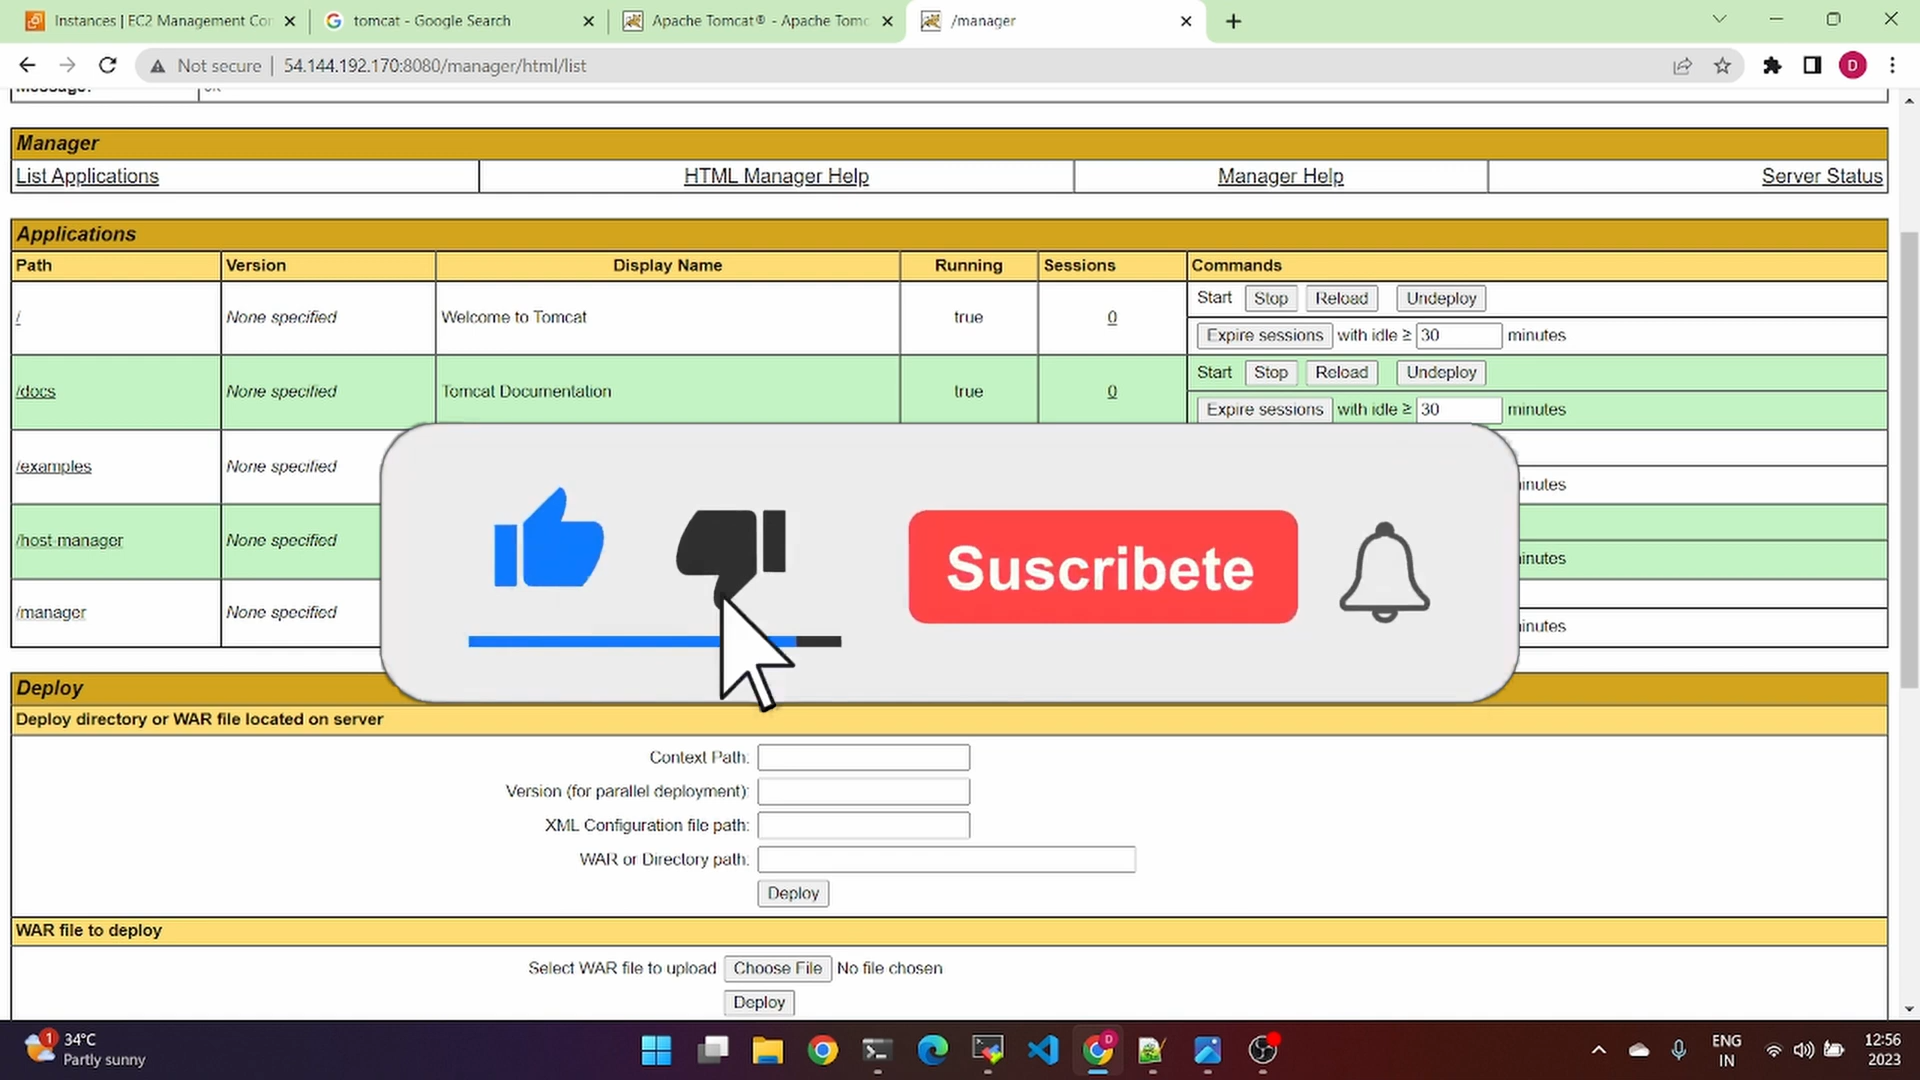 Instances | EC2 Management Con
tomcat - Google Search
Apache Tomcat® - Apache Tomc
/manager
Not secure
54.144.192.170:8080/manager/html/list
D
Manager
List Applications
HTML Manager Help
Manager Help
Server Status
Applications
Path
Version
Display Name
Running
Sessions
Commands
/
None specified
Welcome to Tomcat
true
0
Start Stop Reload Undeploy
Expire sessions with idle ≥ 30 minutes
/docs
None specified
Tomcat Documentation
true
0
Start Stop Reload Undeploy
Expire sessions with idle ≥ 30 minutes
/examples
None specified
inutes
/host-manager
None specified
inutes
/manager
None specified
inutes
Suscribete
Deploy
Deploy directory or WAR file located on server
Context Path:
Version (for parallel deployment):
XML Configuration file path:
WAR or Directory path:
Deploy
WAR file to deploy
Select WAR file to upload Choose File No file chosen
Deploy
1
34°C
Partly sunny
D
ENG
IN
12:56
2023